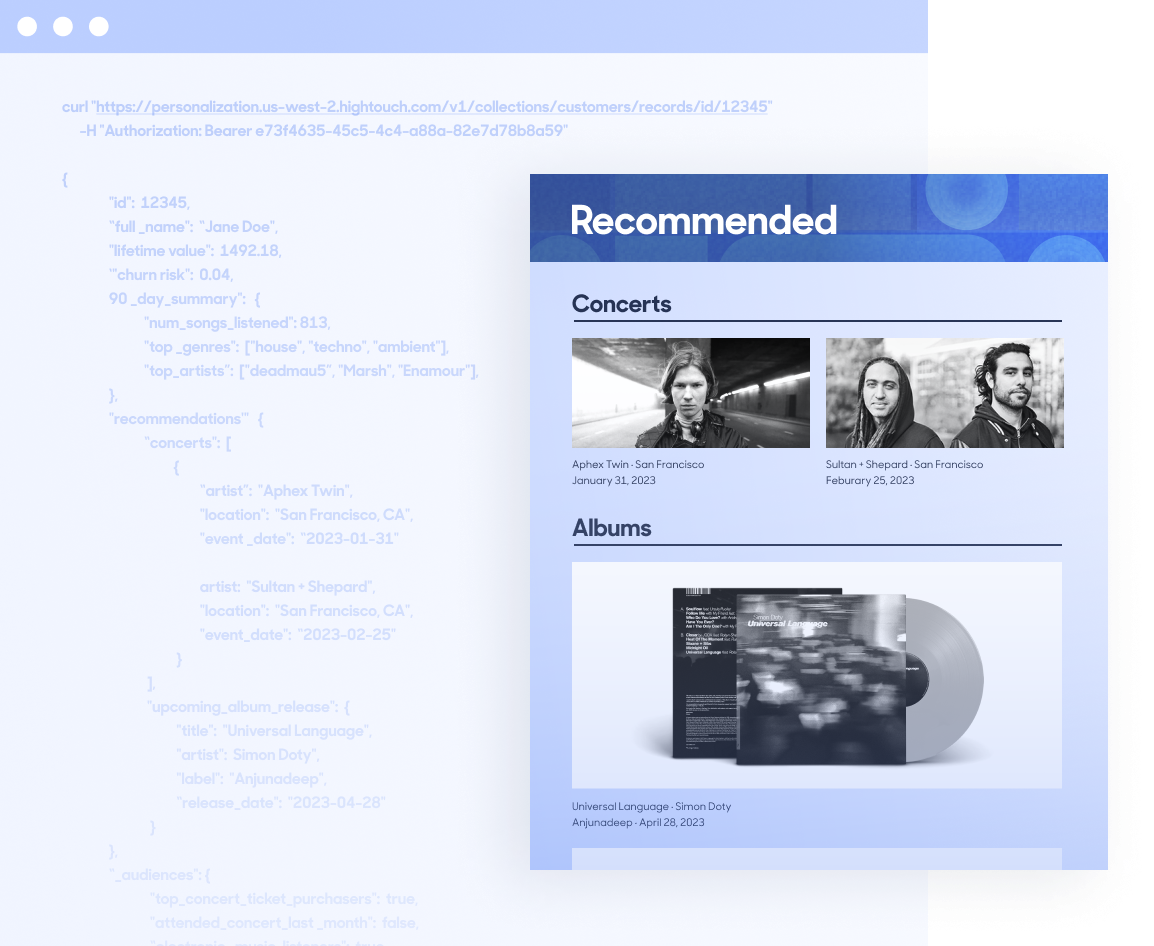 curl "https://personalization.us-west-2.hightouch.com/v1/collections/customers/records/id/12345"
-H "Authorization: Bearer e73f4635-45c5-4c4-a88a-82e7d78b8a59"
{
"id": 12345,
"full _name": "Jane Doe",
"lifetime value": 1492.18,
'"churn risk": 0.04,
90 _day_summary": {
"num_songs_listened": 813,
"top _genres": ["house", "techno", "ambient"],
"top_artists": ["deadmau5", "Marsh", "Enamour"],
},
"recommendations'" {
"concerts": [
{
"artist": "Aphex Twin",
"location": "San Francisco, CA",
"event _date": "2023-01-31"
artist: "Sultan + Shepard",
"location": "San Francisco, CA",
"event_date": "2023-02-25"
}
],
"upcoming_album_release": {
"title": "Universal Language",
"artist": Simon Doty",
"label": "Anjunadeep",
"release_date": "2023-04-28"
}
},
"_audiences": {
"top_concert_ticket_purchasers": true,
"attended_concert_last _month": false,
Recommended
Concerts
Aphex Twin · San Francisco
January 31, 2023
Sultan + Shepard · San Francisco
Feburary 25, 2023
Albums
Simon Doty
Universal Language
Universal Language · Simon Doty
Anjunadeep · April 28, 2023